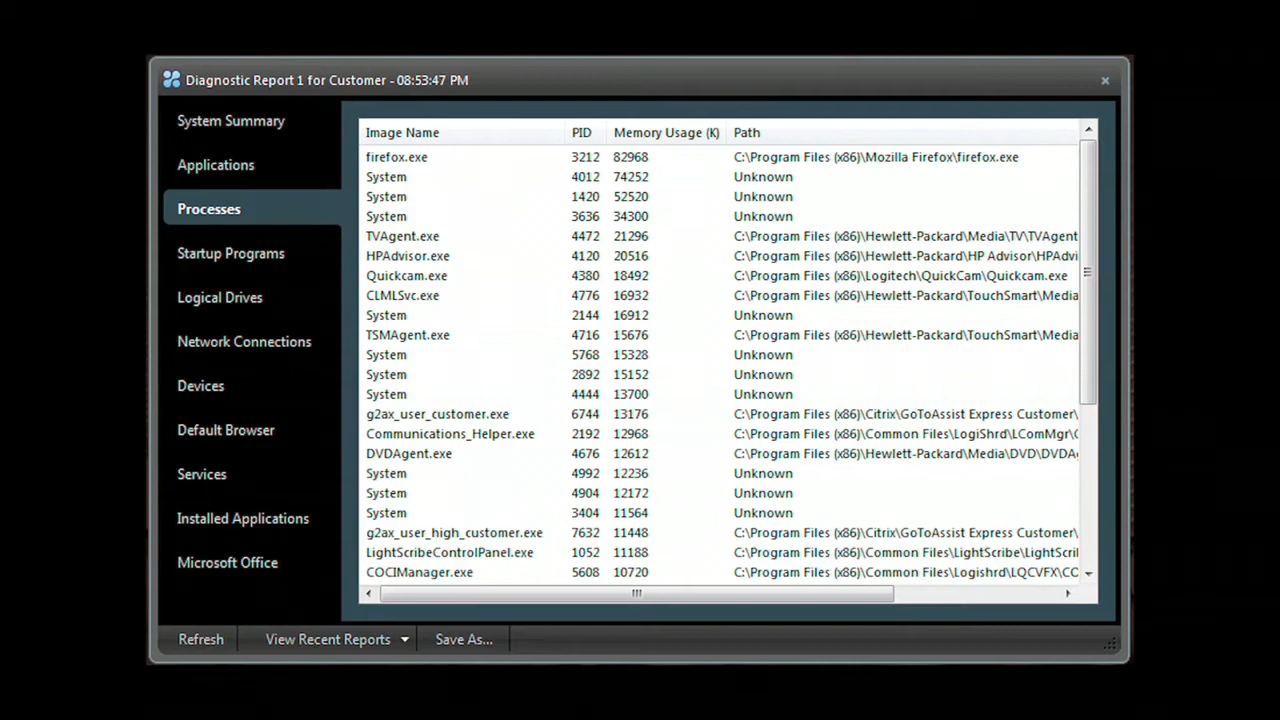 Diagnostic Report 1 for Customer - 08:53:47 PM
System Summary
Applications
Processes
Startup Programs
Logical Drives
Network Connections
Devices
Default Browser
Services
Installed Applications
Microsoft Office
Image Name PID Memory Usage (K) Path
firefox.exe 3212 82968 C:\Program Files (x86)\Mozilla Firefox\firefox.exe
System 4012 74252 Unknown
System 1420 52520 Unknown
System 3636 34300 Unknown
TVAgent.exe 4472 21296 C:\Program Files (x86)\Hewlett-Packard\Media\TV\TVAgent
HPAdvisor.exe 4120 20516 C:\Program Files (x86)\Hewlett-Packard\HP Advisor\HPAdvi
Quickcam.exe 4380 18492 C:\Program Files (x86)\Logitech\QuickCam\Quickcam.exe
CLMLSvc.exe 4776 16932 C:\Program Files (x86)\Hewlett-Packard\TouchSmart\Media
System 2144 16912 Unknown
TSMAgent.exe 4716 15676 C:\Program Files (x86)\Hewlett-Packard\TouchSmart\Media
System 5768 15328 Unknown
System 2892 15152 Unknown
System 4444 13700 Unknown
g2ax_user_customer.exe 6744 13176 C:\Program Files (x86)\Citrix\GoToAssist Express Customer\
Communications_Helper.exe 2192 12968 C:\Program Files (x86)\Common Files\LogiShrd\LComMgr\C
DVDAgent.exe 4676 12612 C:\Program Files (x86)\Hewlett-Packard\Media\DVD\DVDAg
System 4992 12236 Unknown
System 4904 12172 Unknown
System 3404 11564 Unknown
g2ax_user_high_customer.exe 7632 11448 C:\Program Files (x86)\Citrix\GoToAssist Express Customer\
LightScribeControlPanel.exe 1052 11188 C:\Program Files (x86)\Common Files\LightScribe\LightScri
COCIManager.exe 5608 10720 C:\Program Files (x86)\Common Files\Logishrd\LQCVFX\CO
Refresh View Recent Reports Save As...